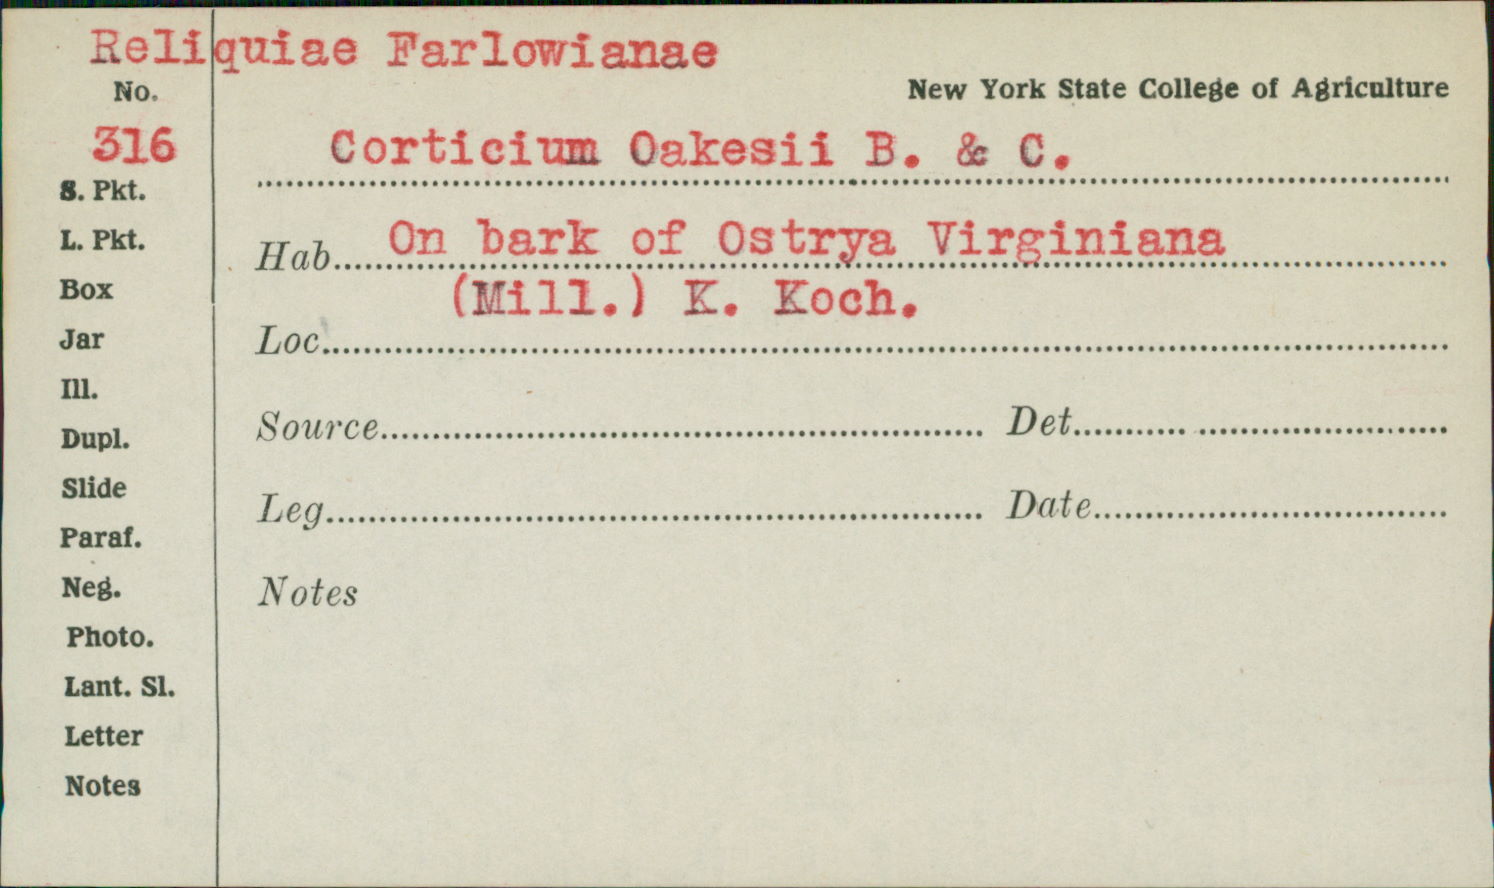 Reliquiae Farlowianae
No.
New York State College of Agriculture
316
Corticium Oakesii B. & C.
S. Pkt.
L. Pkt.
Hab. On bark of Ostrya Virginiana
(Mill.) K. Koch.
Box
Jar
Loc.
Ill.
Dupl.
Source Det.
Slide
Leg. Date
Paraf.
Neg.
Notes
Photo.
Lant. Sl.
Letter
Notes